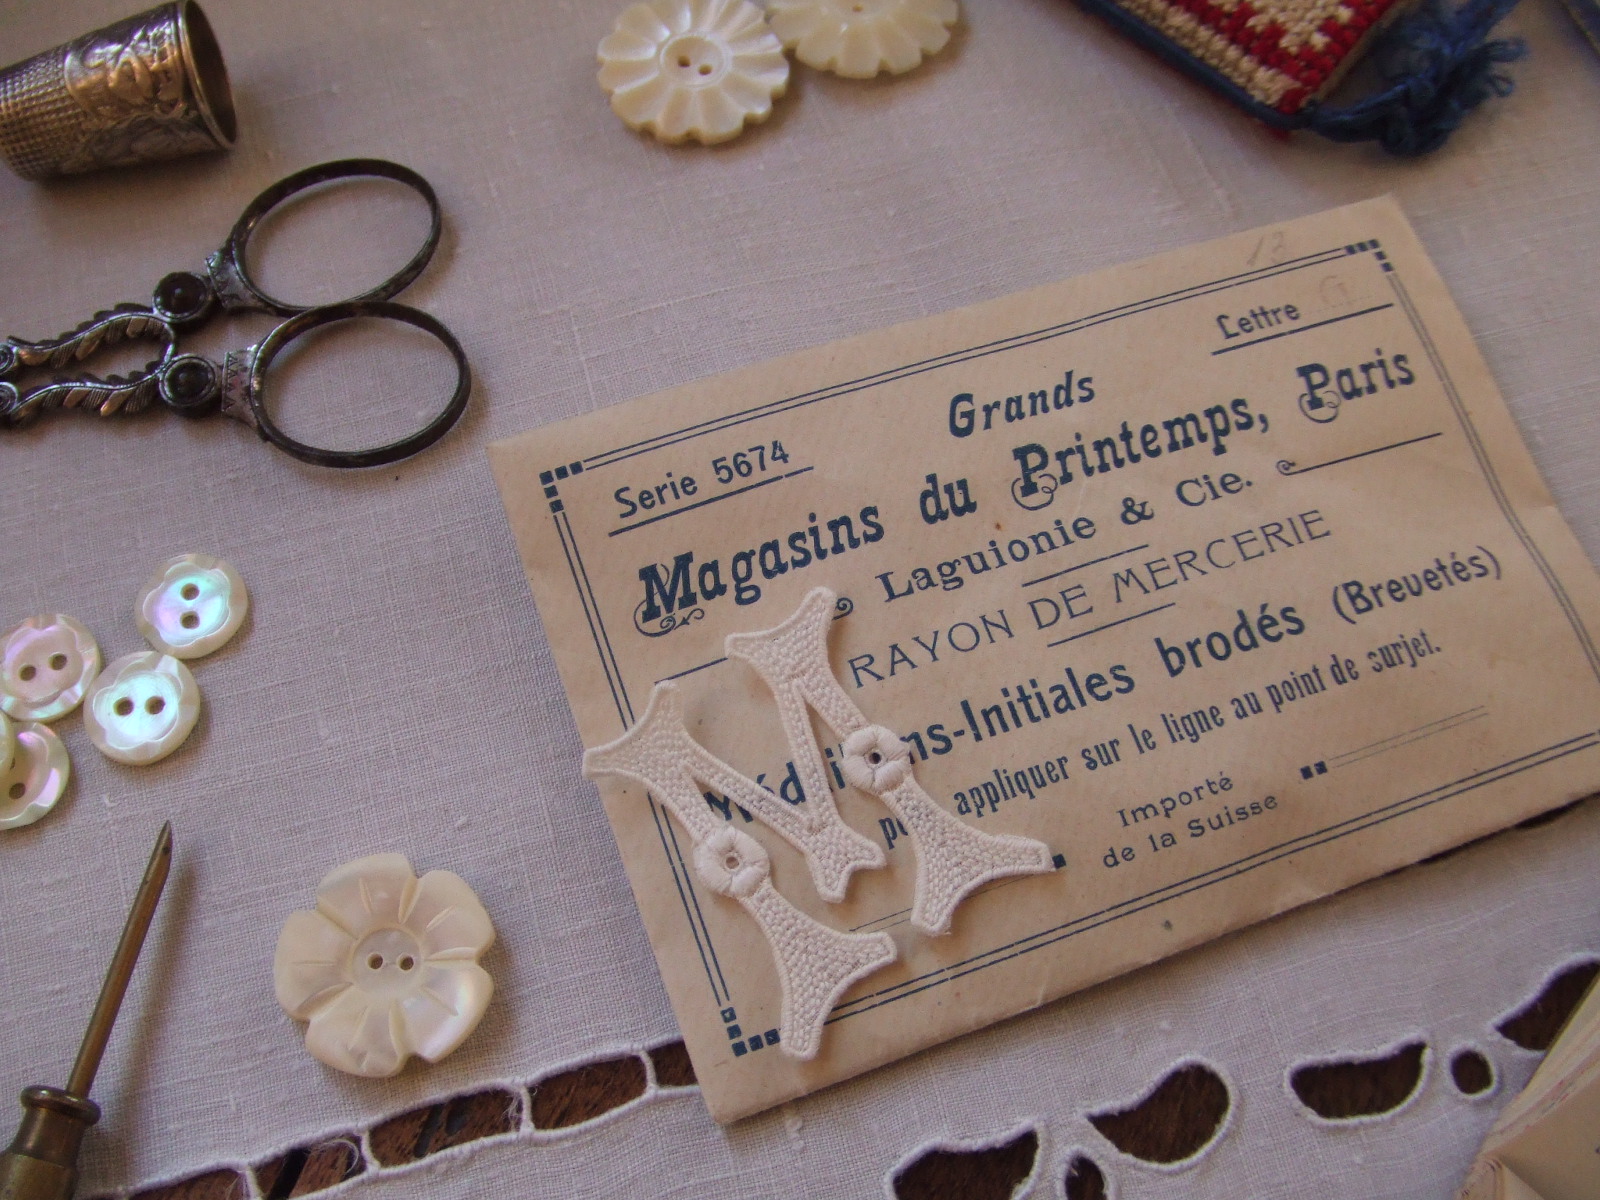 Lettre
Grands
Serie 5674
Magasins du Printemps, Paris
Laguionie & Cie.
RAYON DE MERCERIE
ns-Initiales brodés (Brevetés)
appliquer sur le ligne au point de surjet.
Importé
de la Suisse